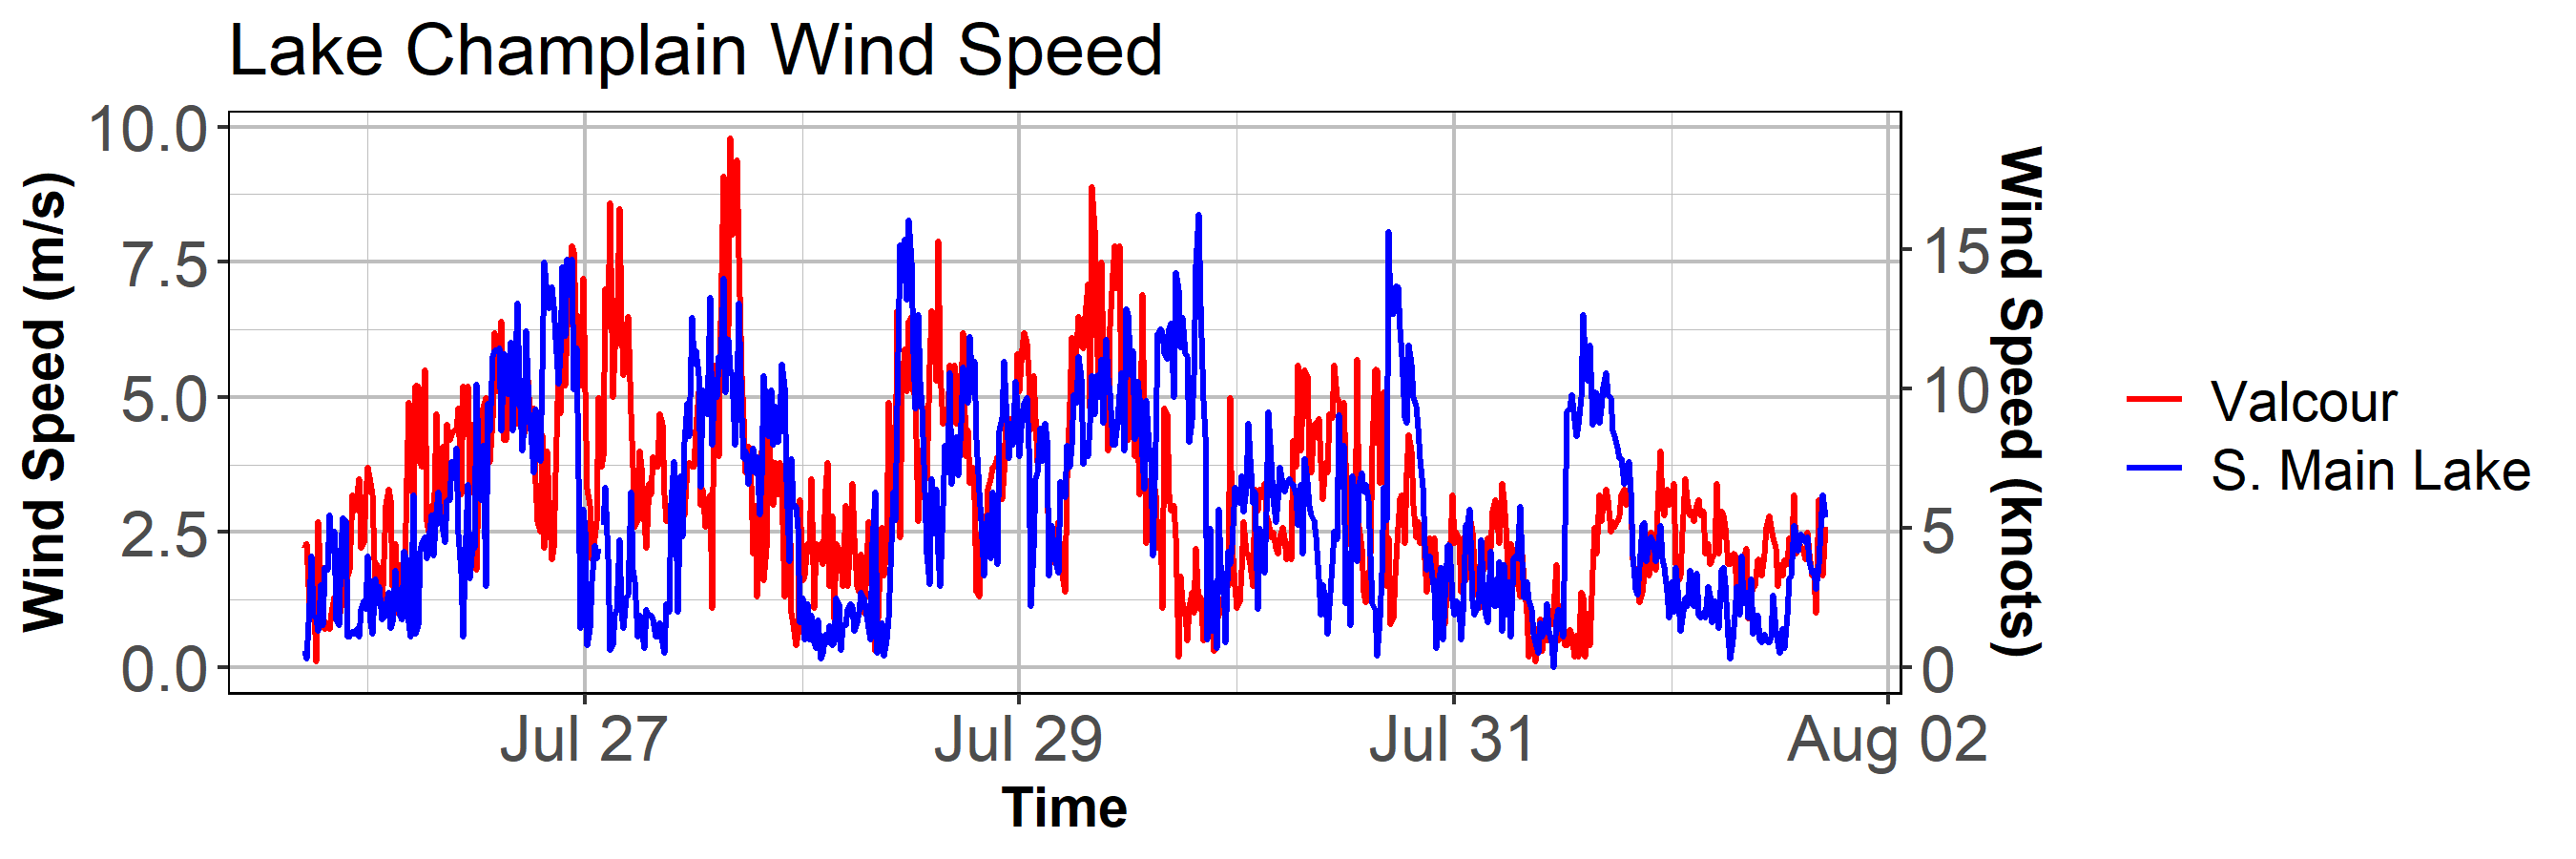 Lake Champlain Wind Speed
Wind Speed (m/s)
10.0
7.5
5.0
2.5
0.0
Wind Speed (knots)
15
10
5
0
Jul 27
Jul 29
Jul 31
Aug 02
Time
Valcour
S. Main Lake